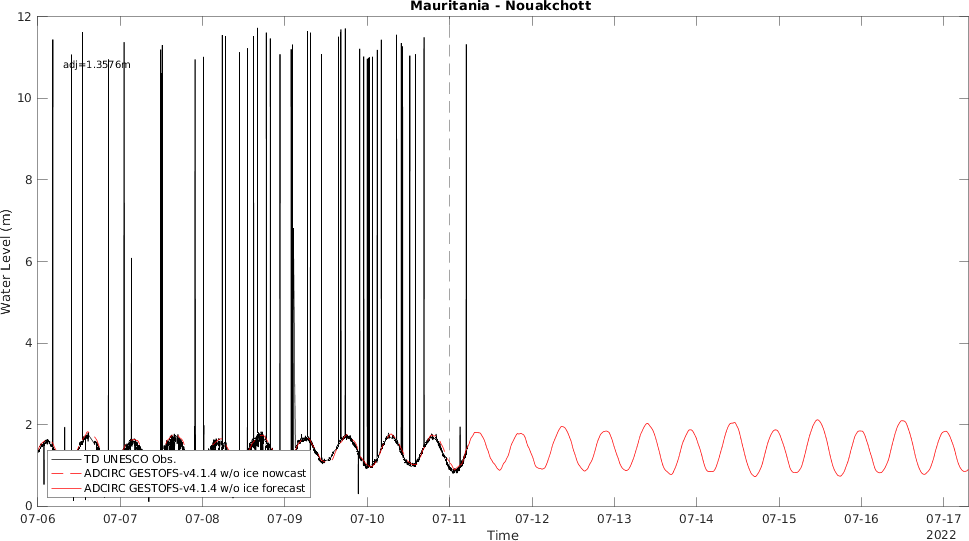 Mauritania - Nouakchott
12
adj=1.3576m
10
8
6
4
2
0
Water Level (m)
TD UNESCO Obs.
ADCIRC GESTOFS-v4.1.4 w/o ice nowcast
ADCIRC GESTOFS-v4.1.4 w/o ice forecast
07-06 07-07 07-08 07-09 07-10 07-11 07-12 07-13 07-14 07-15 07-16 07-17
Time
2022